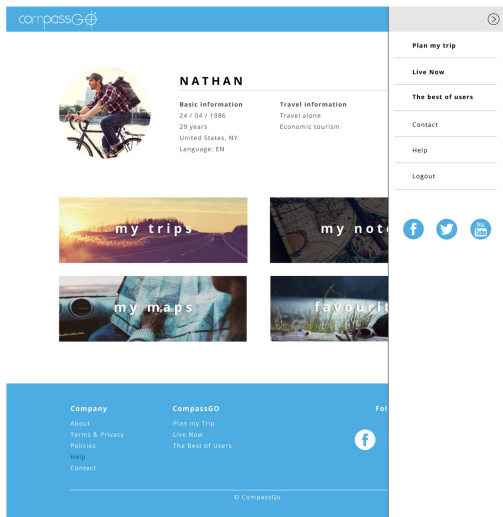 compassGO
Plan my trip
Live Now
The best of users
Contact
Help
Logout
You
Tube
NATHAN
Basic information
24 / 04 / 1986
29 years
United States, NY
Language: EN
Travel information
Travel alone
Economic tourism
my trips
my note
my maps
favourit
Company
About
Terms & Privacy
Policies
Help
Contact
CompassGO
Plan my Trip
Live Now
The Best of Users
Fol
© CompassGo